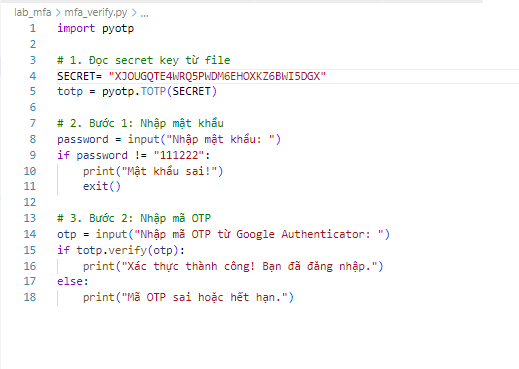 lab_mfa > mfa_verify.py > ...
1 import pyotp
2
3 # 1. Đọc secret key từ file
4 SECRET= "XJOUGQTE4WRQ5PWDM6EHOXKZ6BWI5DGX"
5 totp = pyotp.TOTP(SECRET)
6
7 # 2. Bước 1: Nhập mật khẩu
8 password = input("Nhập mật khẩu: ")
9 if password != "111222":
10     print("Mật khẩu sai!")
11     exit()
12
13 # 3. Bước 2: Nhập mã OTP
14 otp = input("Nhập mã OTP từ Google Authenticator: ")
15 if totp.verify(otp):
16     print("Xác thực thành công! Bạn đã đăng nhập.")
17 else:
18     print("Mã OTP sai hoặc hết hạn.")